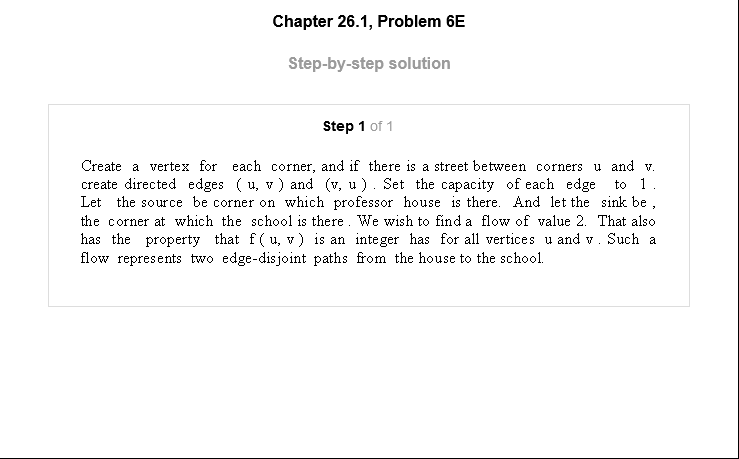 Chapter 26.1, Problem 6E
Step-by-step solution
Step 1 of 1
Create a vertex for each corner, and if there is a street between corners u and v.
create directed edges ( u, v ) and (v, u ) . Set the capacity of each edge to 1 .
Let the source be corner on which professor house is there. And let the sink be ,
the corner at which the school is there . We wish to find a flow of value 2. That also
has the property that f ( u, v ) is an integer has for all vertices u and v . Such a
flow represents two edge-disjoint paths from the house to the school.